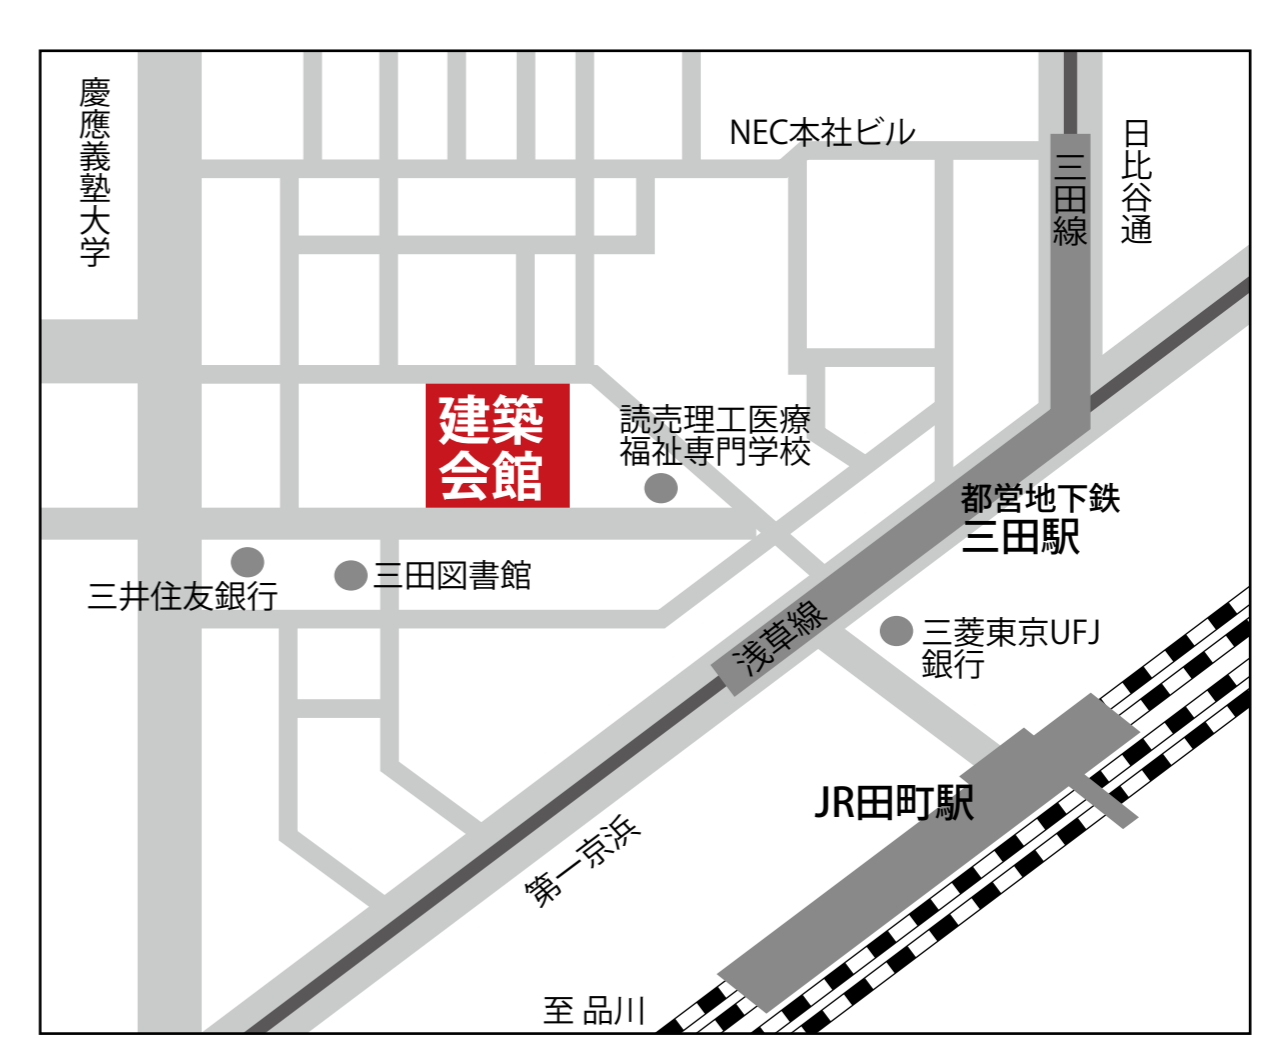 慶應義塾大学
NEC本社ビル
日比谷通
三田線
建築
会館
読売理工医療
福祉専門学校
都営地下鉄
三田駅
三井住友銀行
三田図書館
浅草線
三菱東京UFJ
銀行
JR田町駅
第一京浜
至 品川